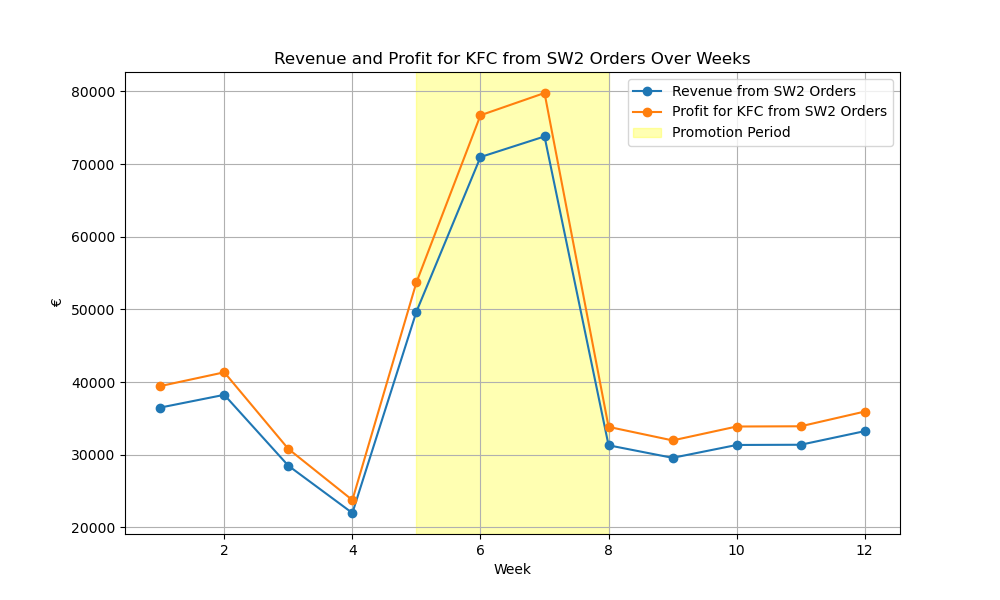 Revenue and Profit for KFC from SW2 Orders Over Weeks
Revenue from SW2 Orders
Profit for KFC from SW2 Orders
Promotion Period
80000
70000
60000
50000
40000
30000
20000
€
2 4 6 8 10 12
Week